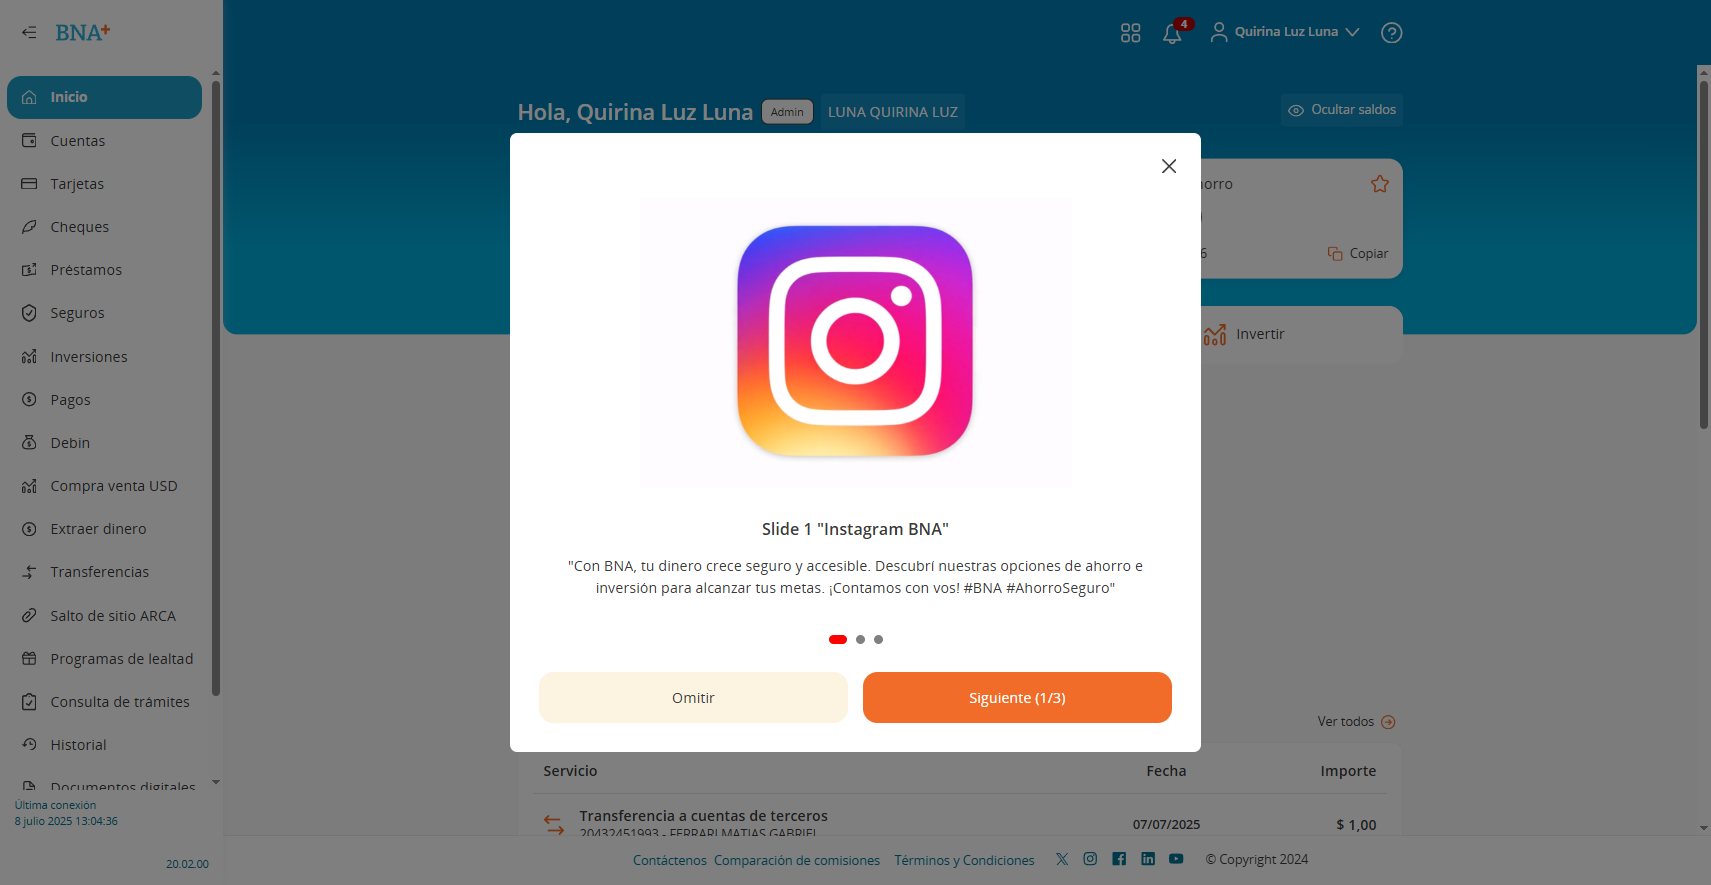 BNA+
4
Quirina Luz Luna
Inicio
Cuentas
Tarjetas
Cheques
Préstamos
Seguros
Inversiones
Pagos
Debin
Compra venta USD
Extraer dinero
Transferencias
Salto de sitio ARCA
Programas de lealtad
Consulta de trámites
Historial
Documentos digitales
Última conexión
8 julio 2025 13:04:36
20.02.00
Hola, Quirina Luz Luna
Admin
LUNA QUIRINA LUZ
Ocultar saldos
horro
6
Copiar
Invertir
Slide 1 "Instagram BNA"
"Con BNA, tu dinero crece seguro y accesible. Descubrí nuestras opciones de ahorro e
inversión para alcanzar tus metas. ¡Contamos con vos! #BNA #AhorroSeguro"
Omitir
Siguiente (1/3)
Ver todos
Servicio Fecha Importe
Transferencia a cuentas de terceros
20432451993 - FERRARI MATIAS GABRIEL
07/07/2025 $ 1,00
Contáctenos Comparación de comisiones Términos y Condiciones © Copyright 2024